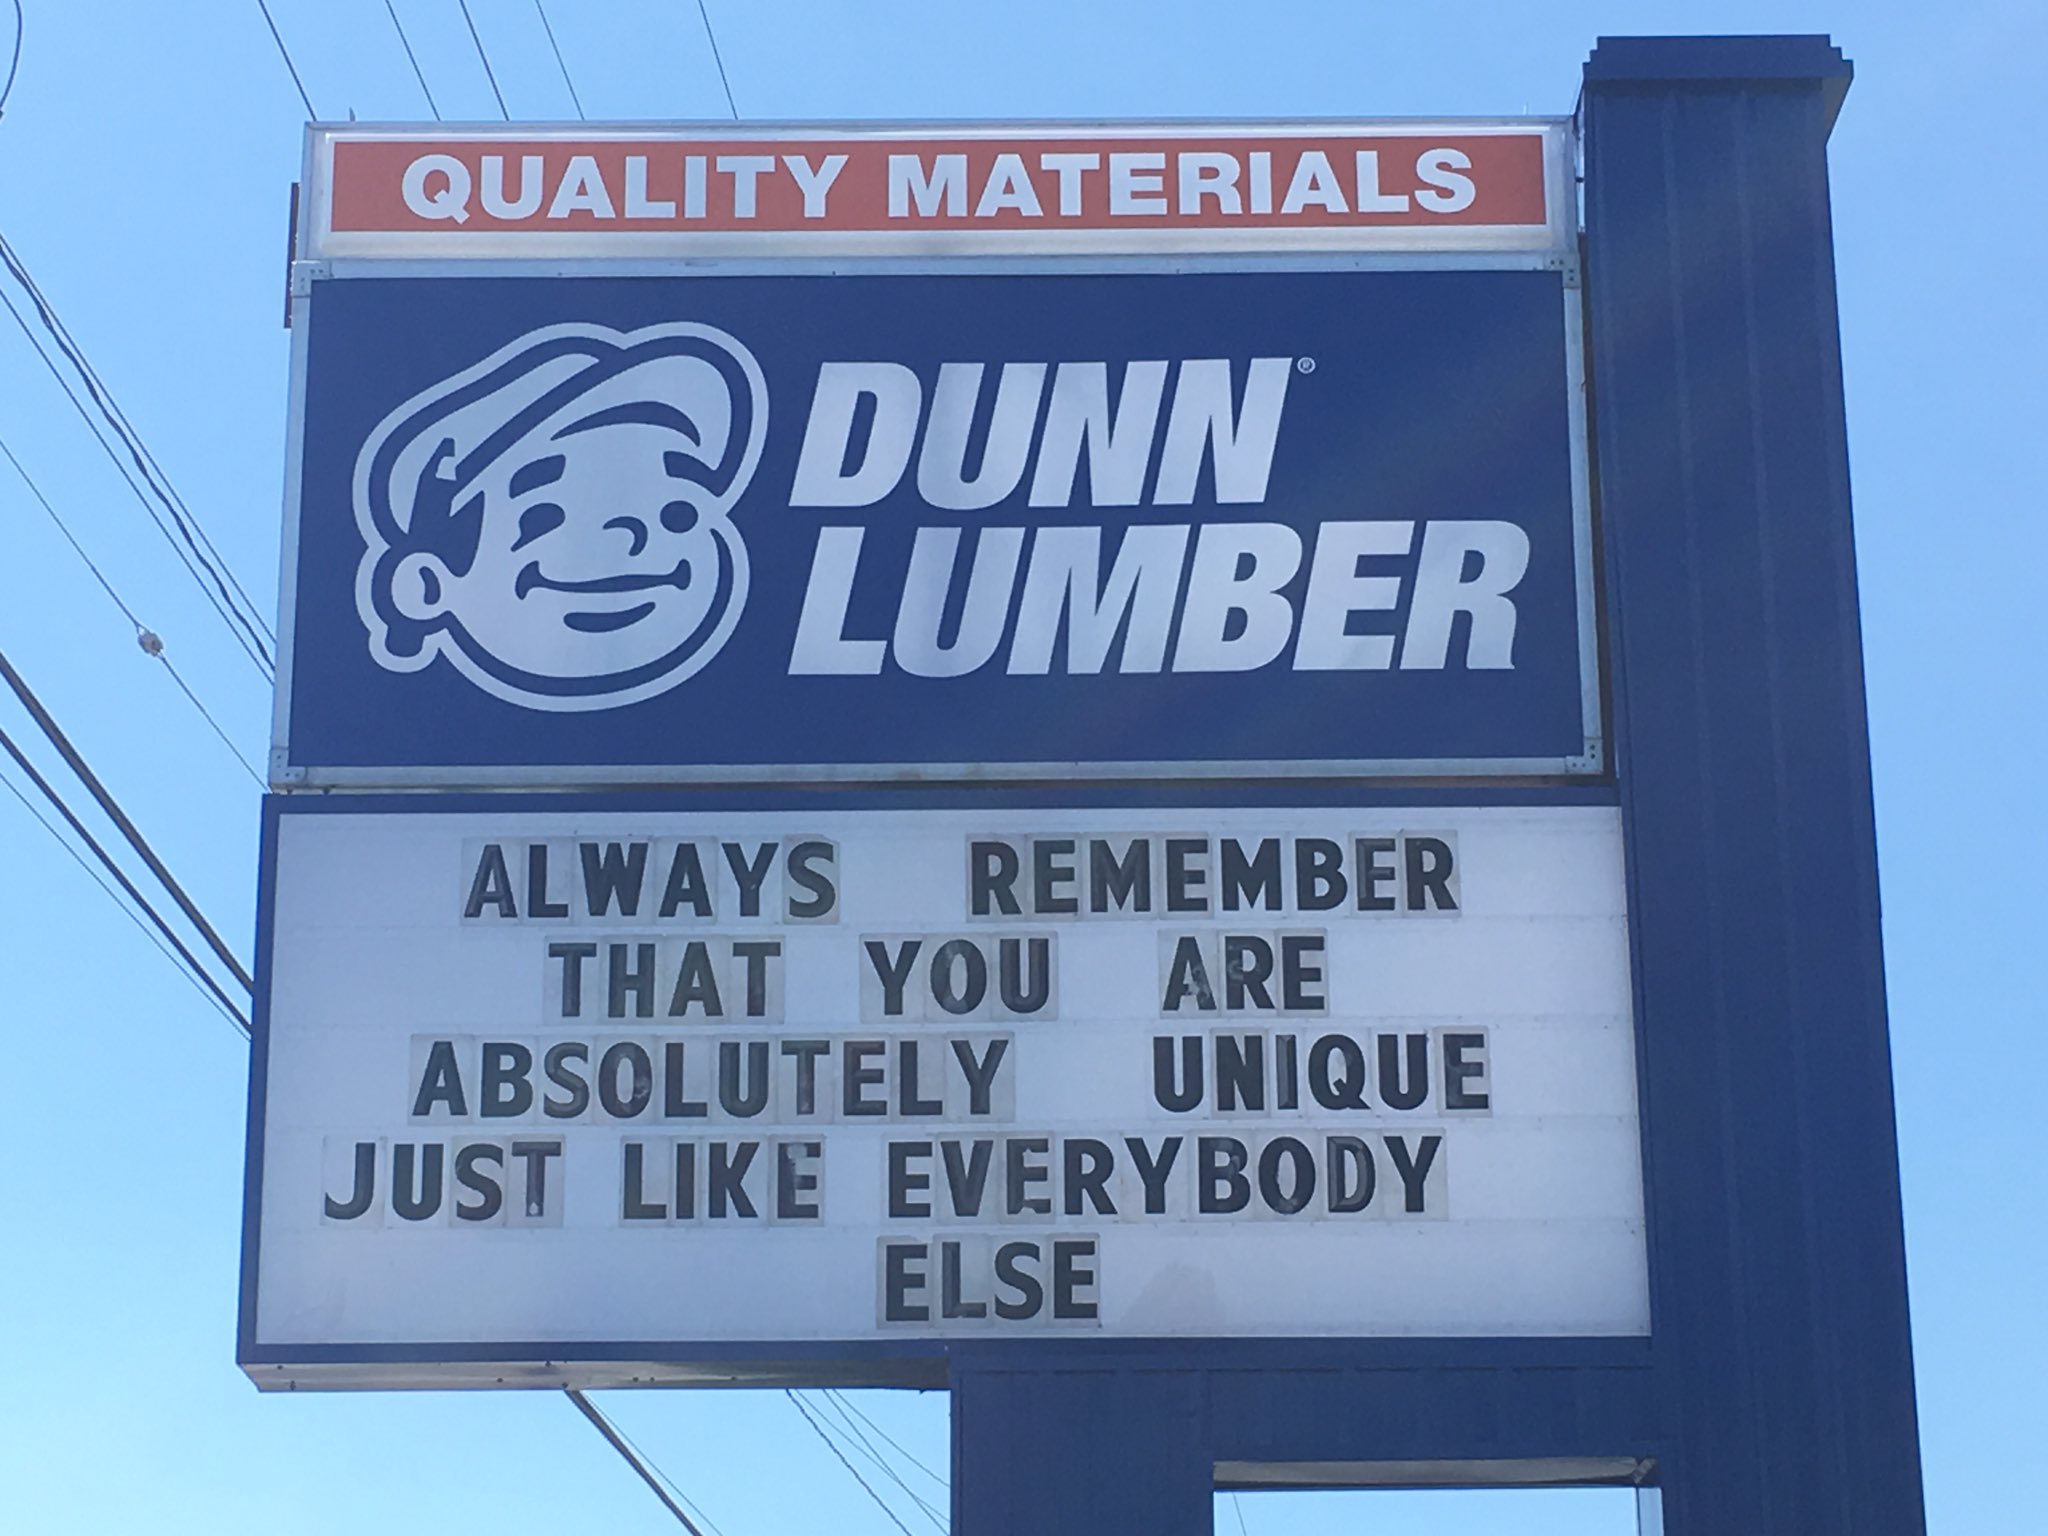 QUALITY MATERIALS
DUNN®
LUMBER
ALWAYS REMEMBER
THAT YOU ARE
ABSOLUTELY UNIQUE
JUST LIKE EVERYBODY
ELSE